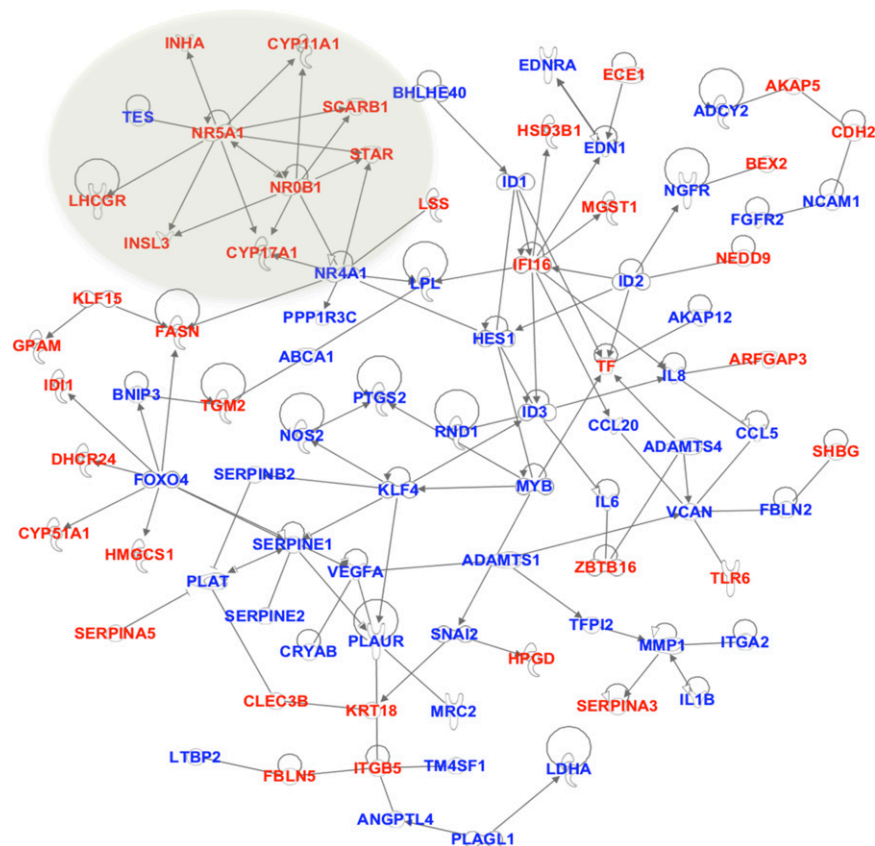 INHA
CYP11A1
EDNRA
ECE1
BHLHE40
ADCY2
AKAP5
TES
SCARB1
NR5A1
HSD3B1
EDN1
CDH2
STAR
ID1
BEX2
NR0B1
NGFR
LHCGR
LSS
MGST1
NCAM1
FGFR2
INSL3
CYP17A1
NR4A1
IFI16
NEDD9
LPL
ID2
KLF15
PPP1R3C
AKAP12
GPAM
FASN
HES1
ABCA1
TF
IL8
ARFGAP3
IDI1
BNIP3
TGM2
PTGS2
ID3
NOS2
RND1
CCL20
ADAMTS4
CCL5
SHBG
DHCR24
FOXO4
SERPINB2
KLF4
MYB
IL6
VCAN
FBLN2
CYP51A1
HMGCS1
SERPINE1
VEGFA
ADAMTS1
ZBTB16
TLR6
PLAT
SERPINE2
SERPINA5
CRYAB
PLAUR
SNAI2
TFPI2
MMP1
ITGA2
HPGD
CLEC3B
KRT18
MRC2
SERPINA3
IL1B
LTBP2
FBLN5
ITGB5
TM4SF1
LDHA
ANGPTL4
PLAGL1